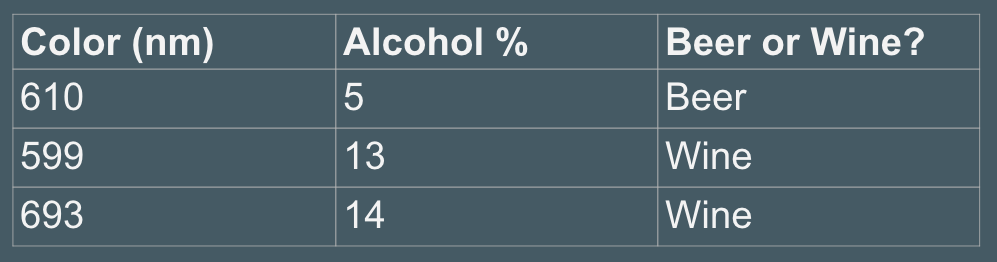 Color (nm) Alcohol % Beer or Wine?
610 5 Beer
599 13 Wine
693 14 Wine